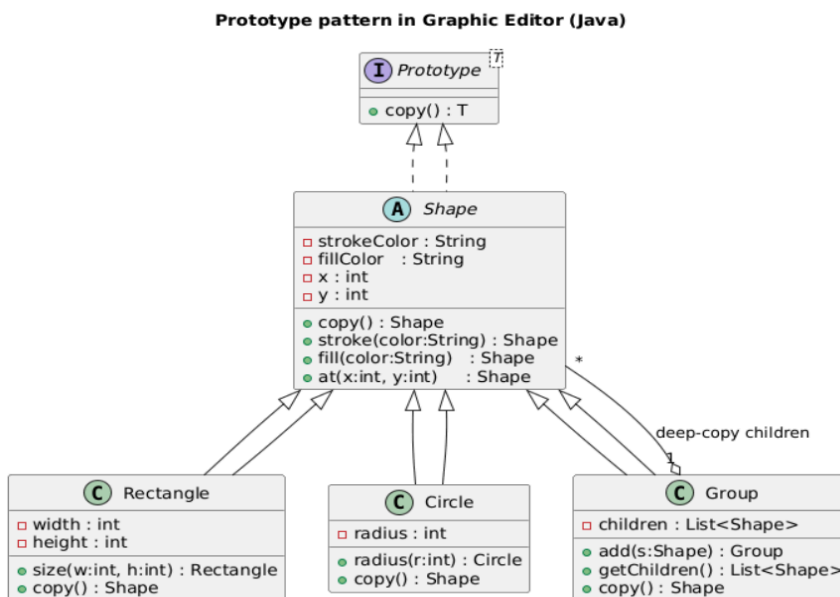 Prototype pattern in Graphic Editor (Java)
T
I Prototype
copy() : T
A Shape
strokeColor : String
fillColor : String
x : int
y : int
copy() : Shape
stroke(color:String) : Shape
fill(color:String) : Shape
at(x:int, y:int) : Shape
*
deep-copy children
1
C Rectangle
width : int
height : int
size(w:int, h:int) : Rectangle
copy() : Shape
C Circle
radius : int
radius(r:int) : Circle
copy() : Shape
C Group
children : List<Shape>
add(s:Shape) : Group
getChildren() : List<Shape>
copy() : Shape